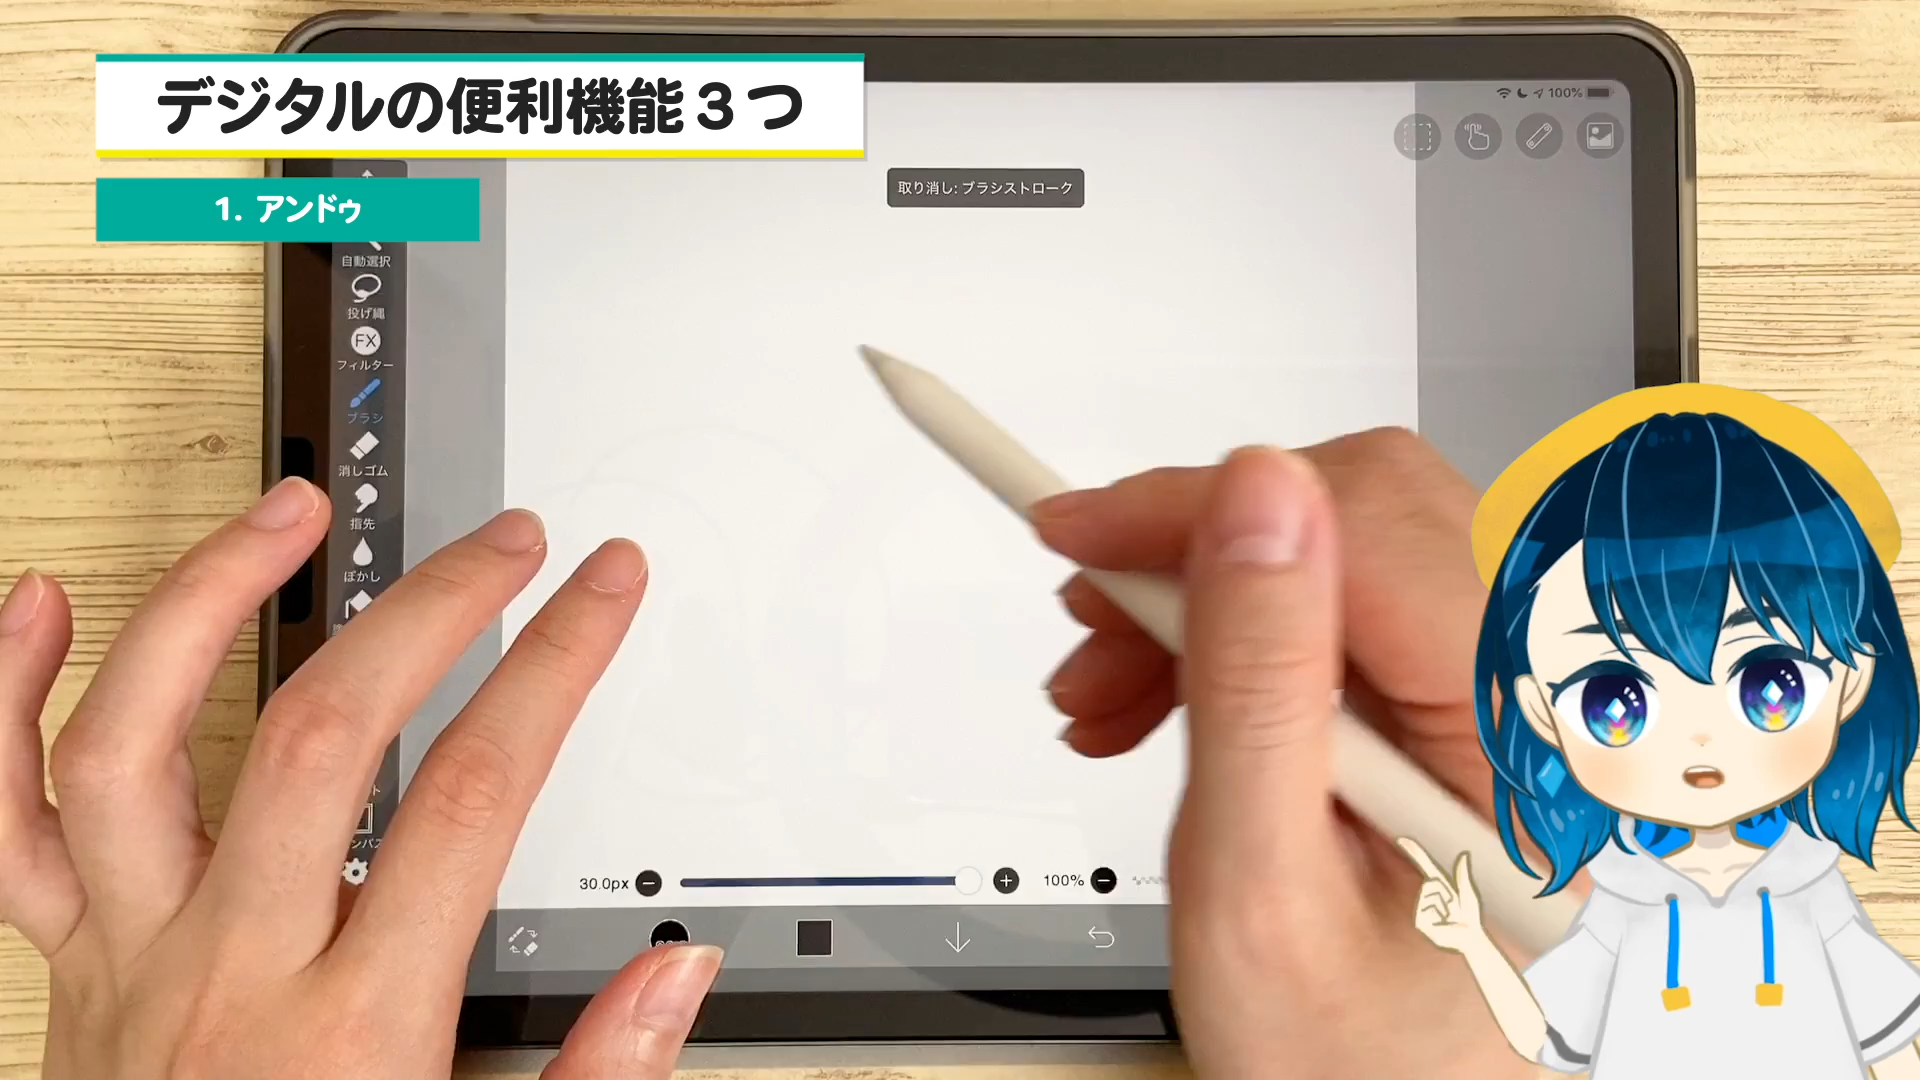 デジタルの便利機能３つ
1. アンドゥ
100%
取り消し: ブラシストローク
自動選択
投げ縄
FX
フィルター
ブラシ
消しゴム
指先
ぼかし
30.0px
100%